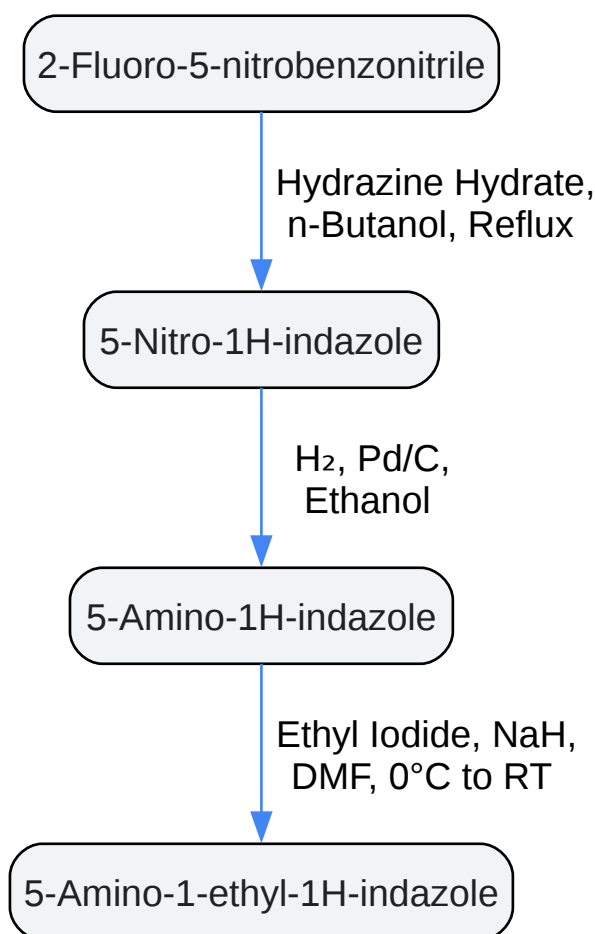 2-Fluoro-5-nitrobenzonitrile
Hydrazine Hydrate,
n-Butanol, Reflux
5-Nitro-1H-indazole
H₂, Pd/C,
Ethanol
5-Amino-1H-indazole
Ethyl Iodide, NaH,
DMF, 0°C to RT
5-Amino-1-ethyl-1H-indazole